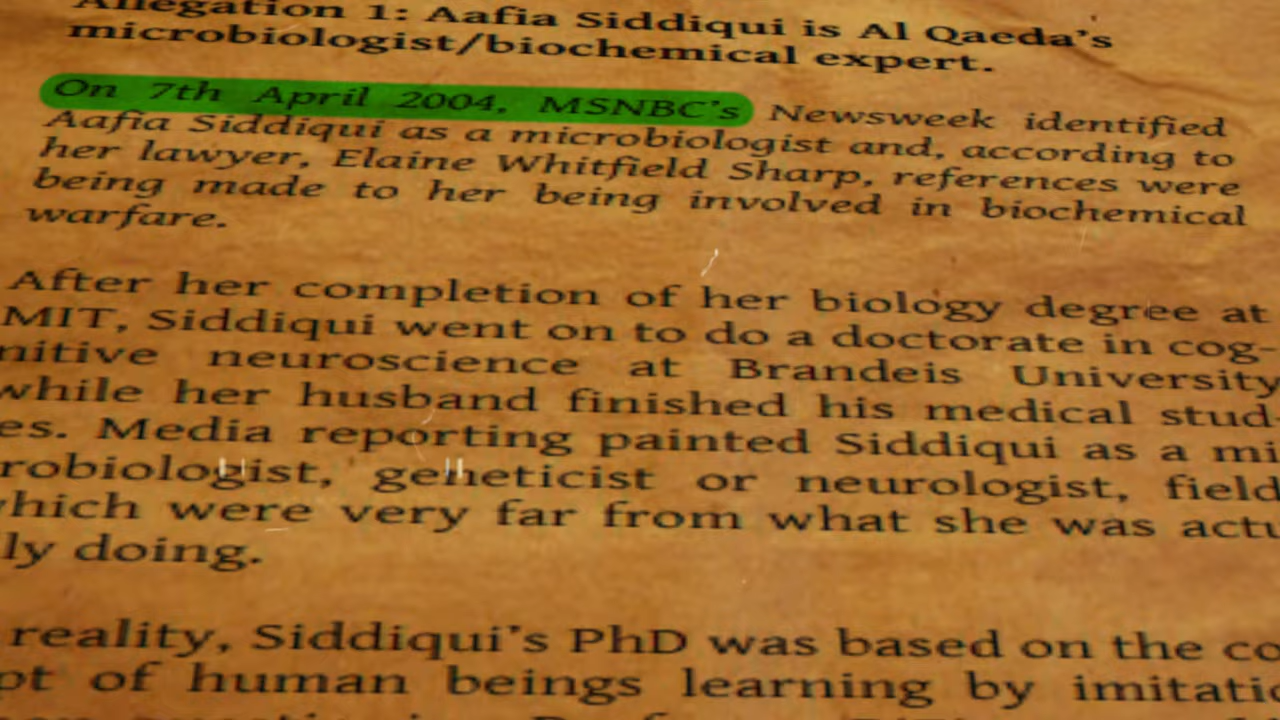 Allegation 1: Aafia Siddiqui is Al Qaeda’s
microbiologist/biochemical expert.
On 7th April 2004, MSNBC’s Newsweek identified
Aafia Siddiqui as a microbiologist and, according to
her lawyer, Elaine Whitfield Sharp, references were
being made to her being involved in biochemical
warfare.
After her completion of her biology degree at
MIT, Siddiqui went on to do a doctorate in cog-
nitive neuroscience at Brandeis University
while her husband finished his medical stud-
es. Media reporting painted Siddiqui as a mi
robiologist, geneticist or neurologist, field
which were very far from what she was actu
ly doing.
reality, Siddiqui’s PhD was based on the co
pt of human beings learning by imitatio